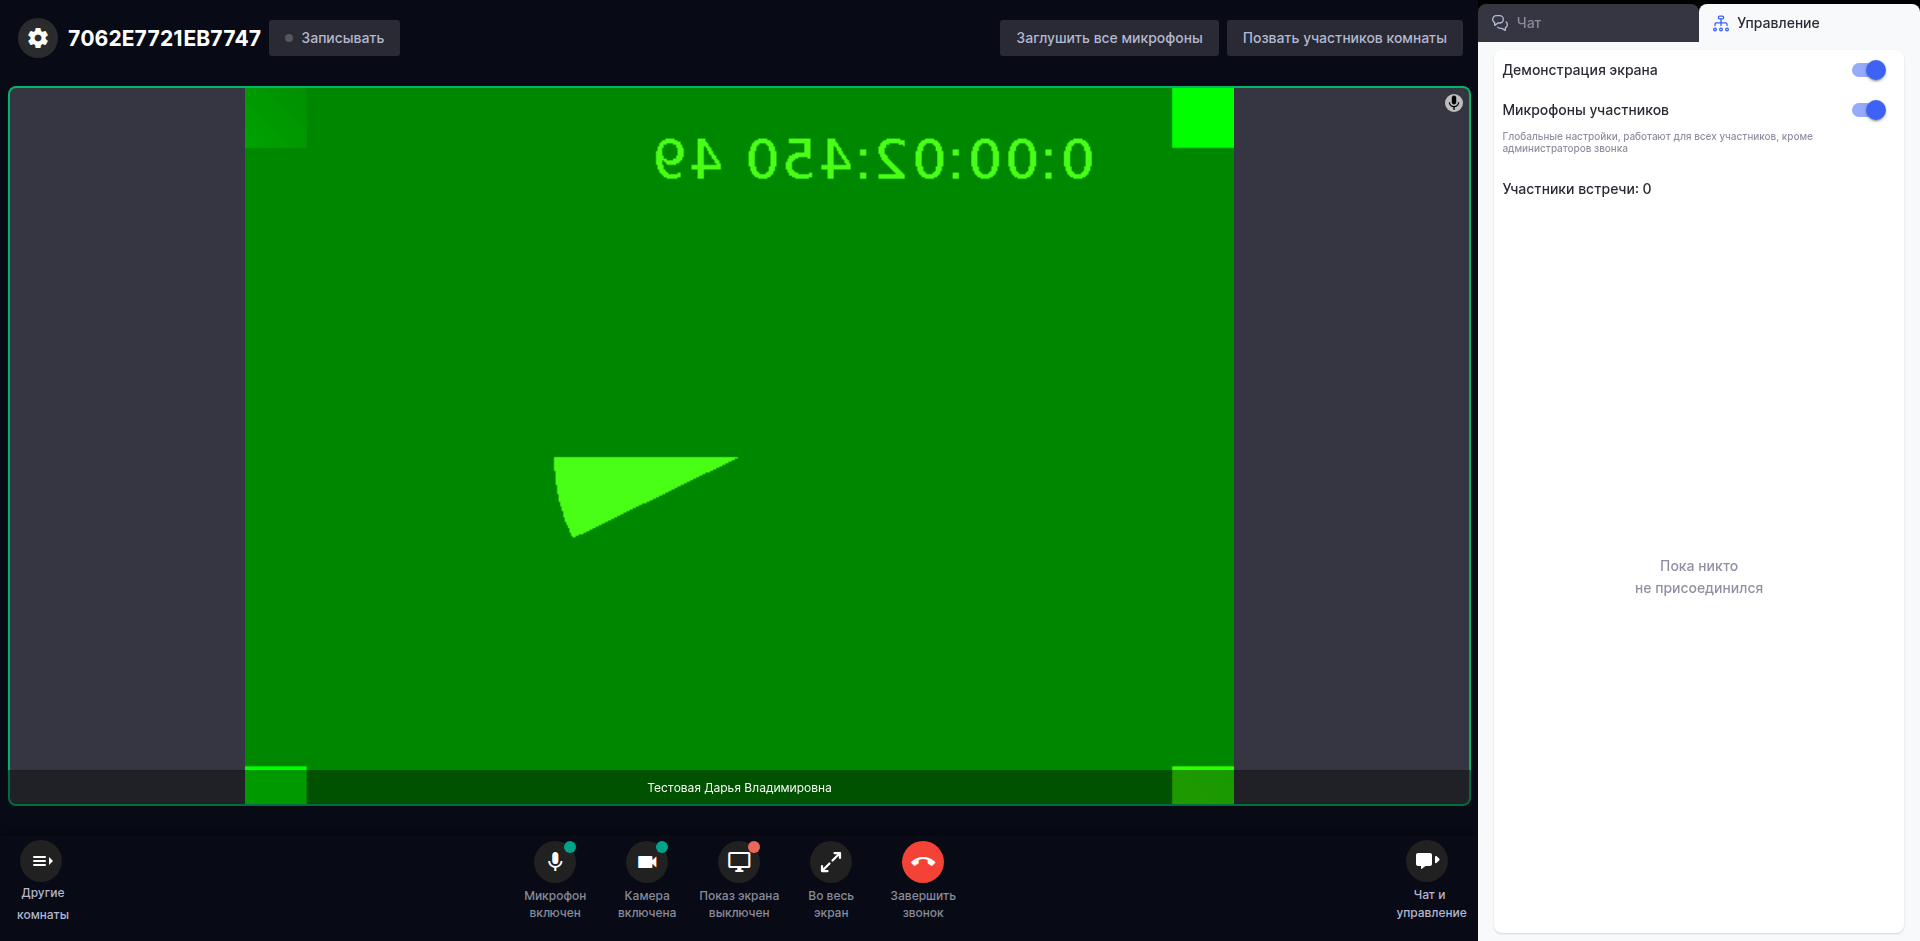 7062E7721EB7747
Записывать
Заглушить все микрофоны
Позвать участников комнаты
Чат
Управление
0:00:02:450 49
Демонстрация экрана
Микрофоны участников
Глобальные настройки, работают для всех участников, кроме
администраторов звонка
Участники встречи: 0
Пока никто
не присоединился
Тестовая Дарья Владимировна
Другие
комнаты
Микрофон
включен
Камера
включена
Показ экрана
выключен
Во весь
экран
Завершить
звонок
Чат и
управление